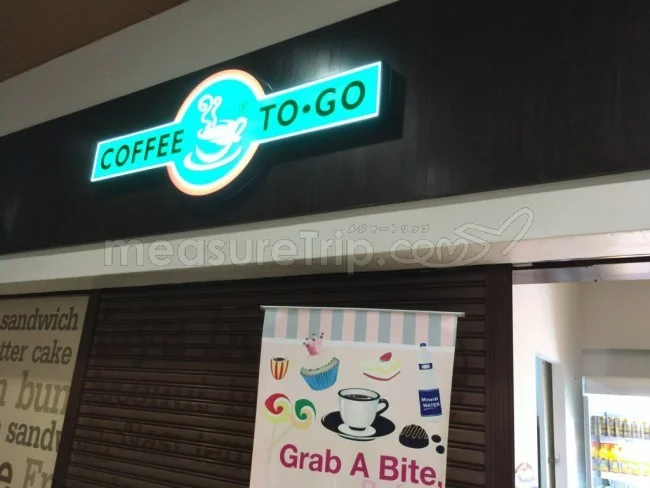 COFFEE TO•GO
メジャートリップ
measureTrip.com
sandwich
tter cake
bun
sandw
Mineral
WATER
Grab A Bite,